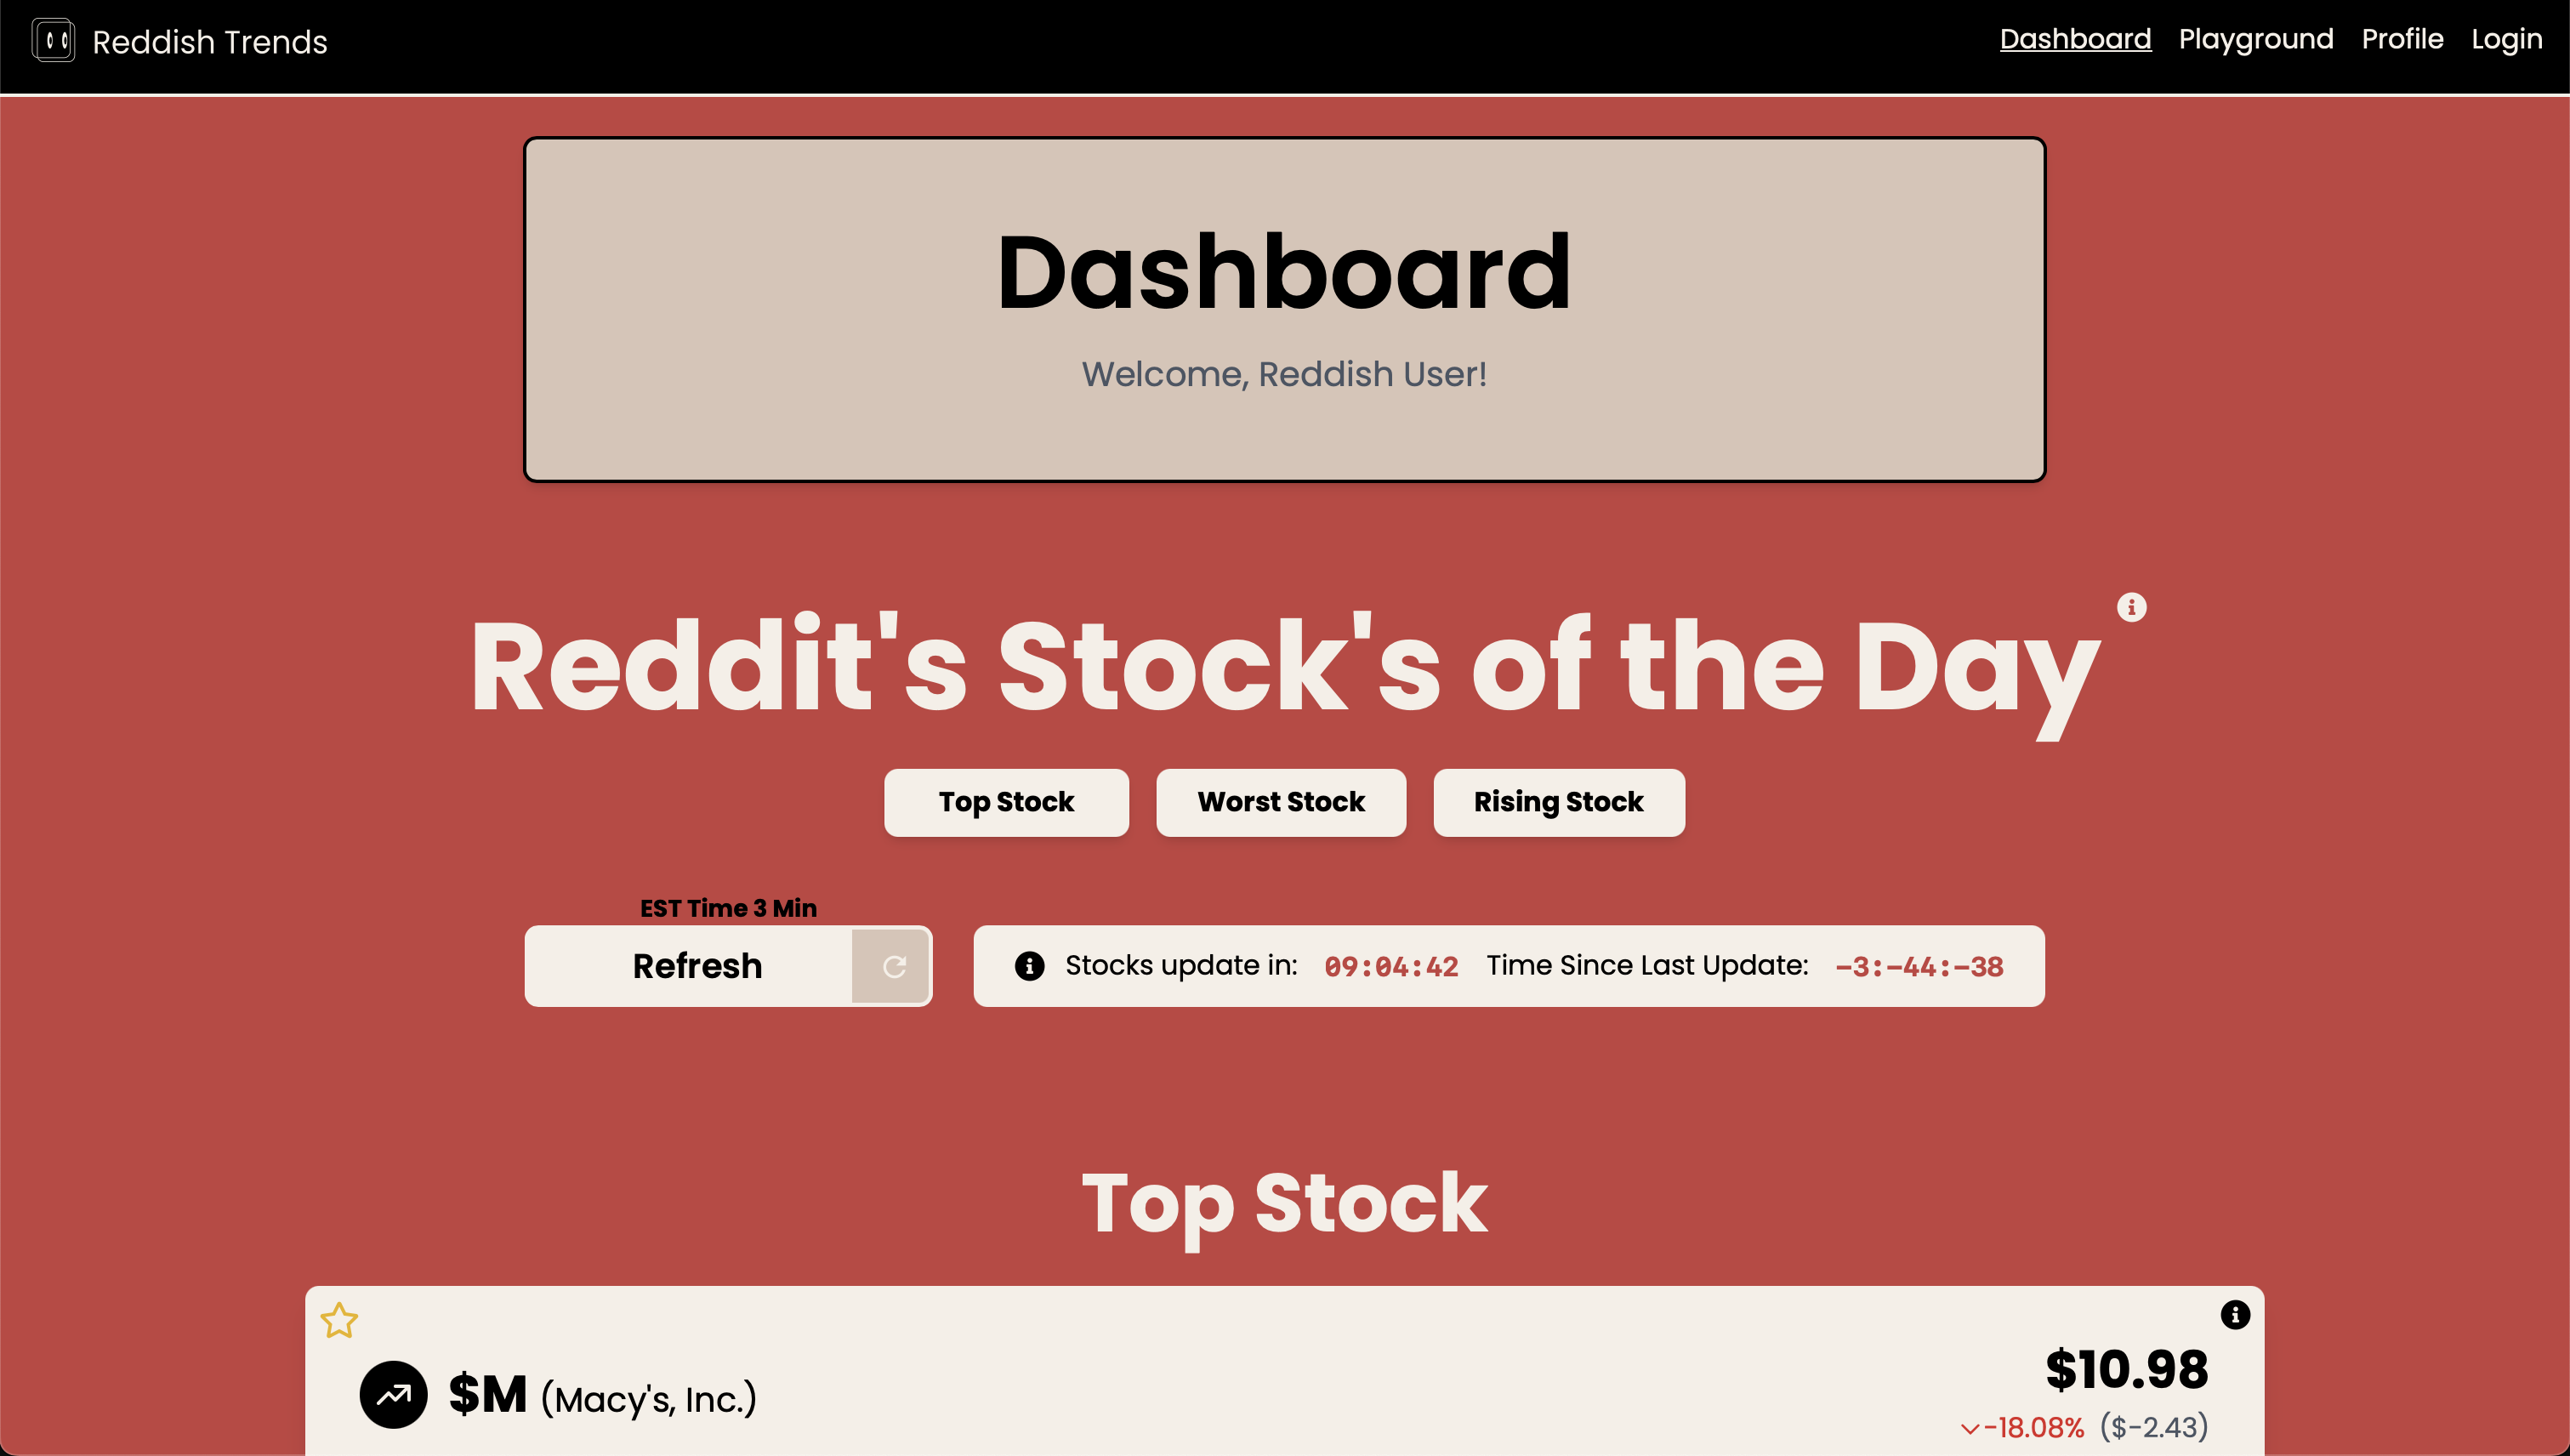 Reddish Trends
Dashboard Playground Profile Login
Dashboard
Welcome, Reddish User!
Reddit's Stock's of the Day
Top Stock Worst Stock Rising Stock
EST Time 3 Min
Refresh
Stocks update in: 09:04:42 Time Since Last Update: -3:-44:-38
Top Stock
$M (Macy's, Inc.)
$10.98
-18.08% ($-2.43)